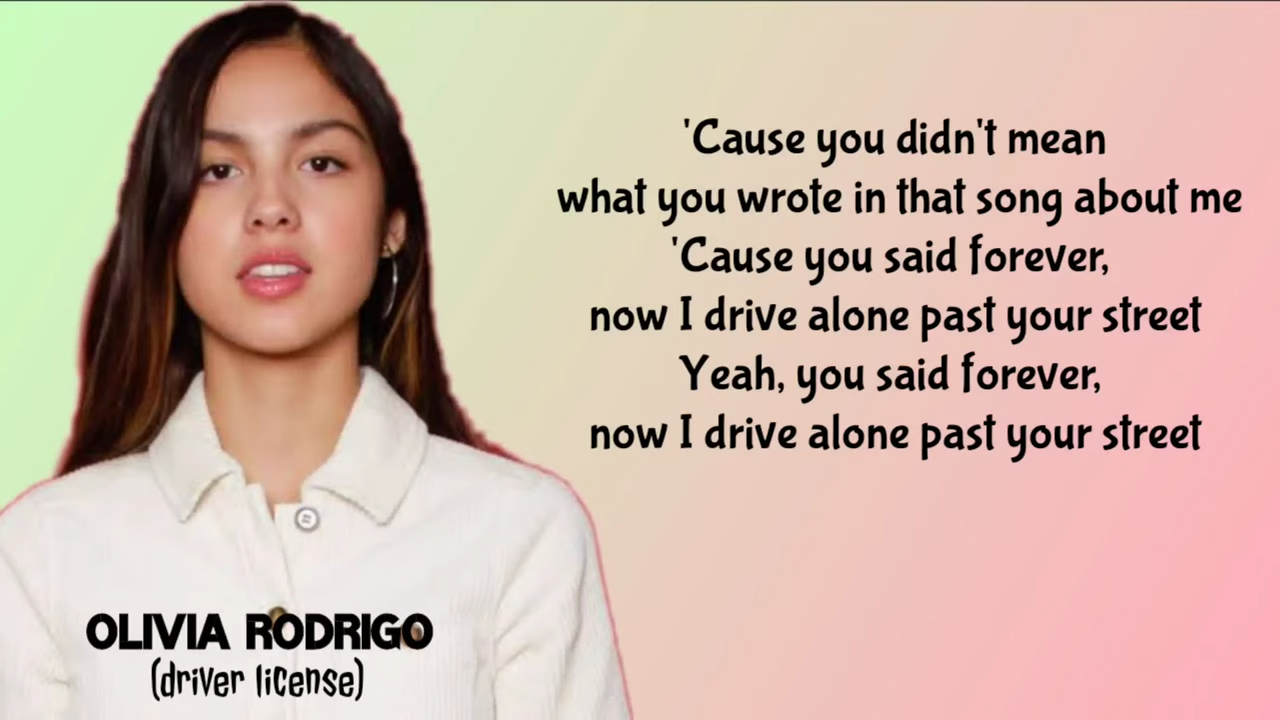 'Cause you didn't mean
what you wrote in that song about me
'Cause you said forever,
now I drive alone past your street
Yeah, you said forever,
now I drive alone past your street
OLIVIA RODRIGO
(driver license)